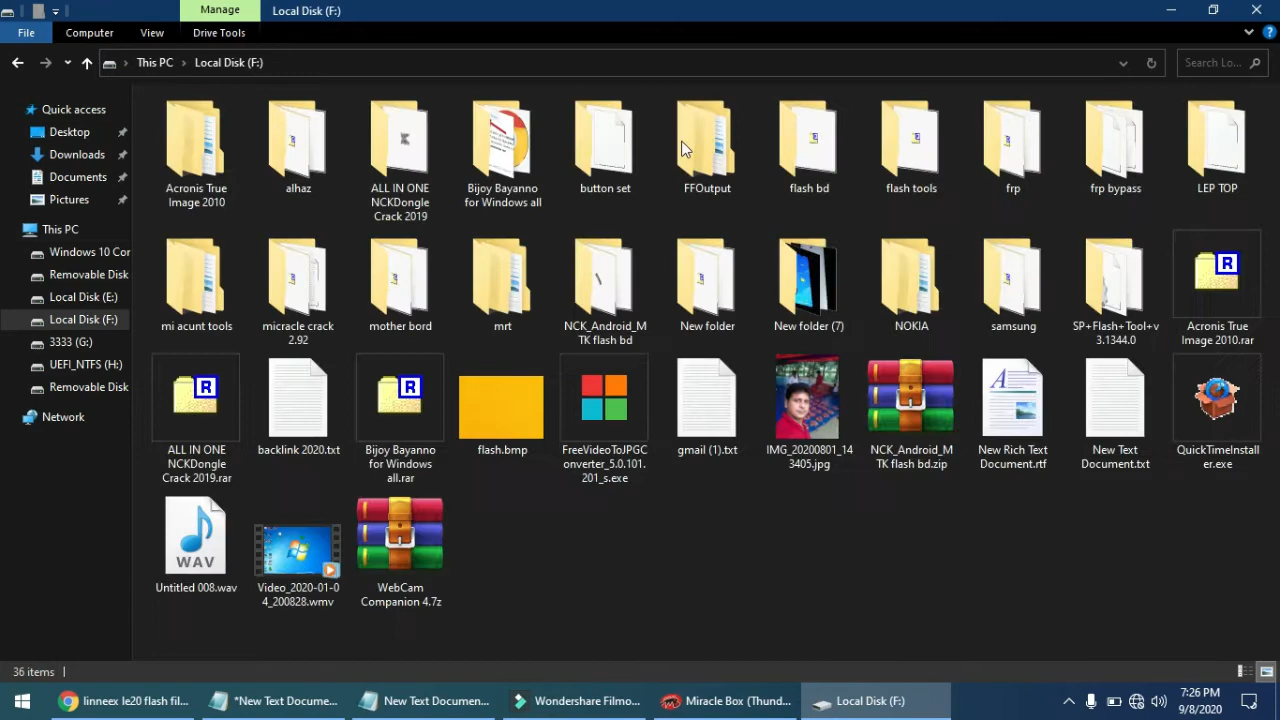 Manage
Local Disk (F:)
File
Computer
View
Drive Tools
This PC
Local Disk (F:)
Search Lo...
Quick access
Desktop
Downloads
Documents
Pictures
This PC
Windows 10 Cor
Removable Disk
Local Disk (E:)
Local Disk (F:)
3333 (G:)
UEFI_NTFS (H:)
Removable Disk
Network
Acronis True
Image 2010
alhaz
ALL IN ONE
NCKDongle
Crack 2019
Bijoy Bayanno
for Windows all
button set
FFOutput
flash bd
flash tools
frp
frp bypass
LEP TOP
mi acunt tools
micracle crack
2.92
mother bord
mrt
NCK_Android_M
TK flash bd
New folder
New folder (7)
NOKIA
samsung
SP+Flash+Tool+v
3.1344.0
R
Acronis True
Image 2010.rar
R
ALL IN ONE
NCKDongle
Crack 2019.rar
backlink 2020.txt
R
Bijoy Bayanno
for Windows
all.rar
flash.bmp
FreeVideoToJPGC
onverter_5.0.101.
201_s.exe
gmail (1).txt
IMG_20200801_14
3405.jpg
NCK_Android_M
TK flash bd.zip
A
New Rich Text
Document.rtf
New Text
Document.txt
QuickTimeInstall
er.exe
WAV
Untitled 008.wav
Video_2020-01-0
4_200828.wmv
WebCam
Companion 4.7z
36 items
linneex le20 flash fil...
*New Text Docume...
New Text Documen...
Wondershare Filmo...
Miracle Box (Thund...
Local Disk (F:)
7:26 PM
9/8/2020